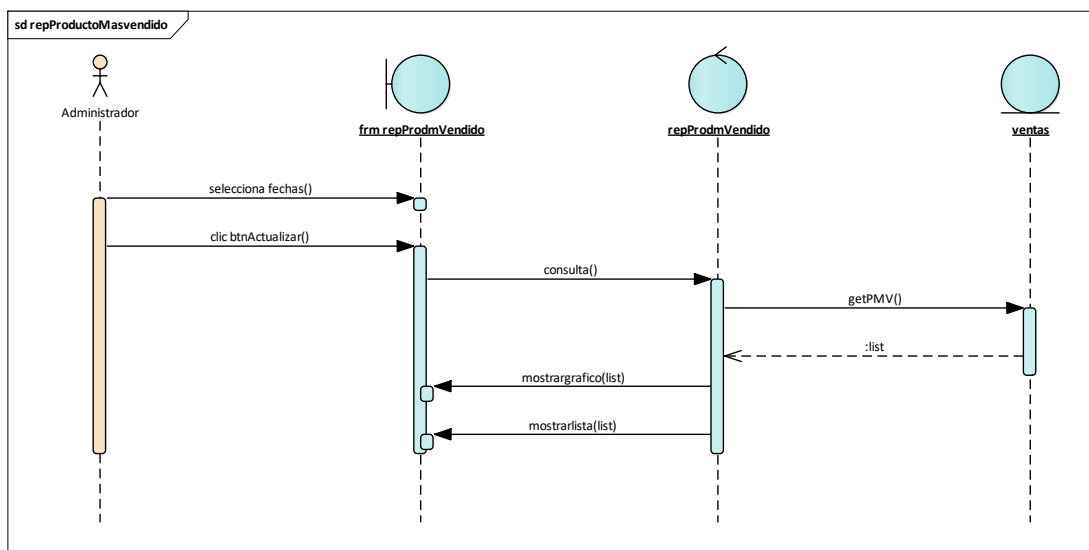 sd repProductoMasvendido
Administrador
frm repProdmVendido
repProdmVendido
ventas
selecciona fechas()
clic btnActualizar()
consulta()
getPMV()
:list
mostrargrafico(list)
mostrarlista(list)